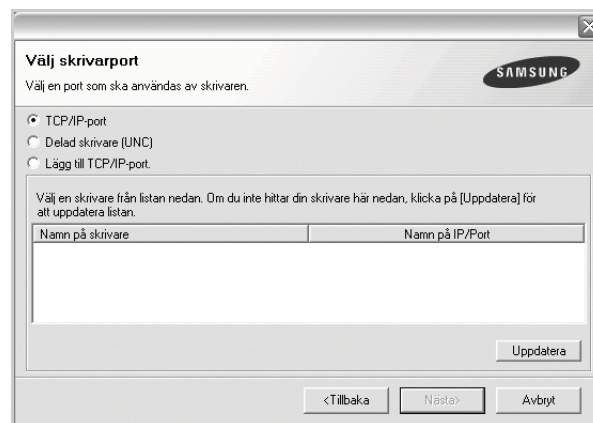 Välj skrivarport
Välj en port som ska användas av skrivaren.
SAMSUNG
TCP/IP-port
Delad skrivare (UNC)
Lägg till TCP/IP-port.
Välj en skrivare från listan nedan. Om du inte hittar din skrivare här nedan, klicka på [Uppdatera] för
att uppdatera listan.
Namn på skrivare Namn på IP/Port
Uppdatera
<Tillbaka Nästa> Avbryt